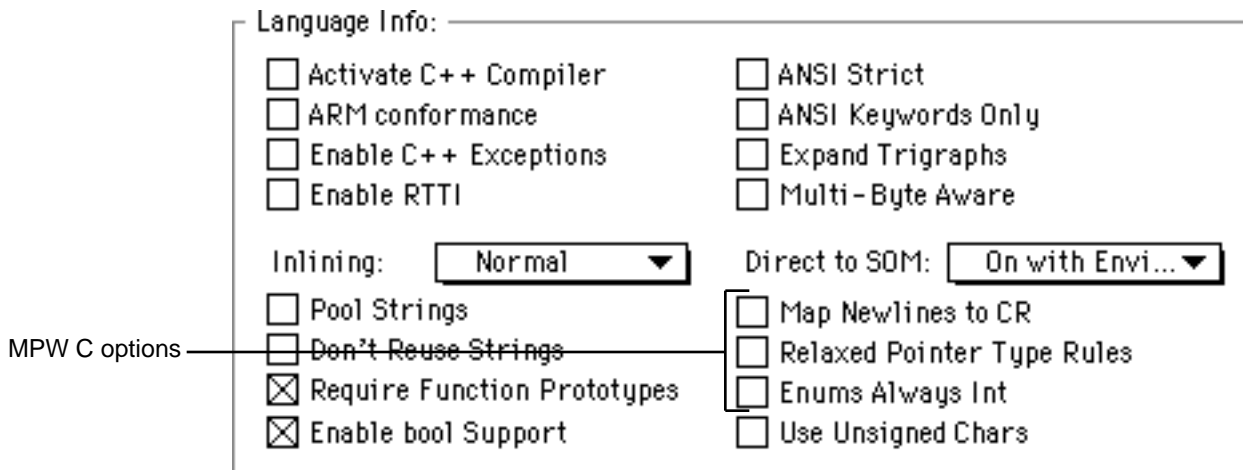 Language Info:
Activate C++ Compiler
ARM conformance
Enable C++ Exceptions
Enable RTTI
ANSI Strict
ANSI Keywords Only
Expand Trigraphs
Multi-Byte Aware
Inlining: Normal
Direct to SOM: On with Envi...
Pool Strings
Don't Reuse Strings
Require Function Prototypes
Enable bool Support
Map Newlines to CR
Relaxed Pointer Type Rules
Enums Always Int
Use Unsigned Chars
MPW C options